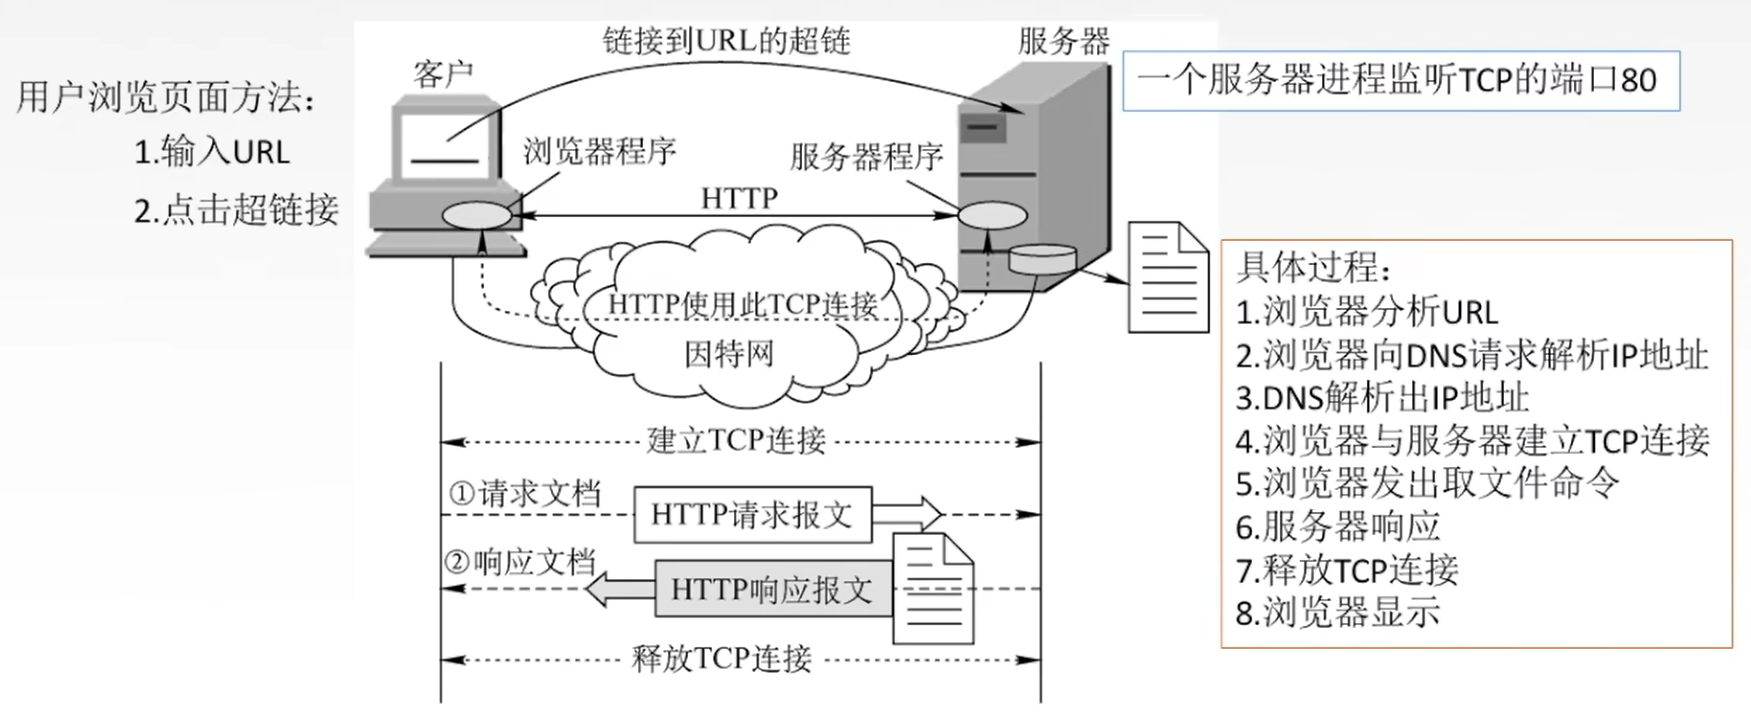 用户浏览页面方法：
1.输入URL
2.点击超链接
链接到URL的超链
客户
服务器
浏览器程序
服务器程序
HTTP
HTTP使用此TCP连接
因特网
建立TCP连接
①请求文档
HTTP请求报文
②响应文档
HTTP响应报文
释放TCP连接
一个服务器进程监听TCP的端口80
具体过程：
1.浏览器分析URL
2.浏览器向DNS请求解析IP地址
3.DNS解析出IP地址
4.浏览器与服务器建立TCP连接
5.浏览器发出取文件命令
6.服务器响应
7.释放TCP连接
8.浏览器显示